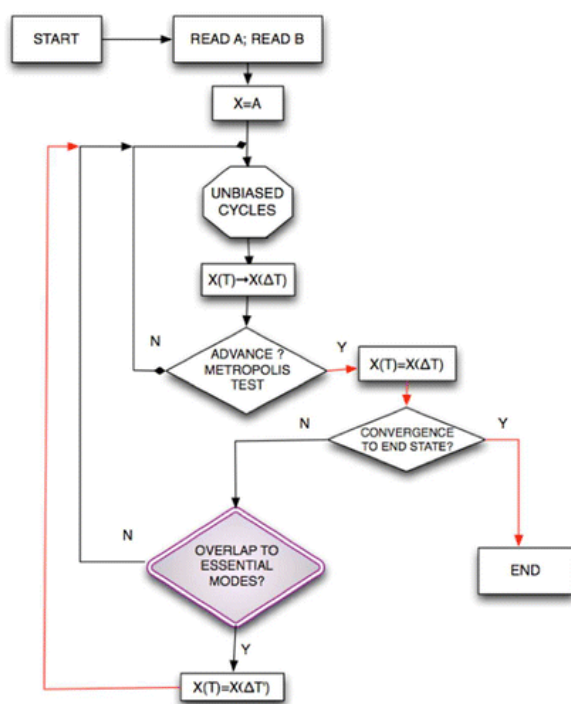 START
READ A; READ B
X=A
UNBIASED
CYCLES
X(T)→X(ΔT)
N
ADVANCE ?
METROPOLIS
TEST
Y
X(T)=X(ΔT)
N
CONVERGENCE
TO END STATE?
Y
N
OVERLAP TO
ESSENTIAL
MODES?
END
Y
X(T)=X(ΔT')